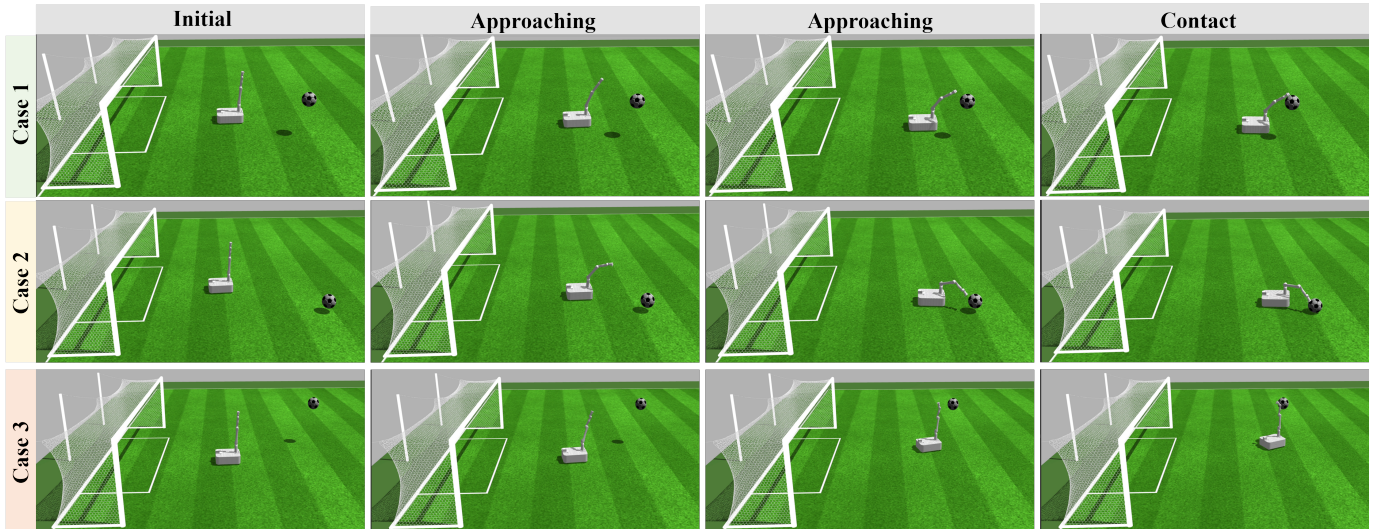 Initial
Approaching
Approaching
Contact
Case 1
Case 2
Case 3